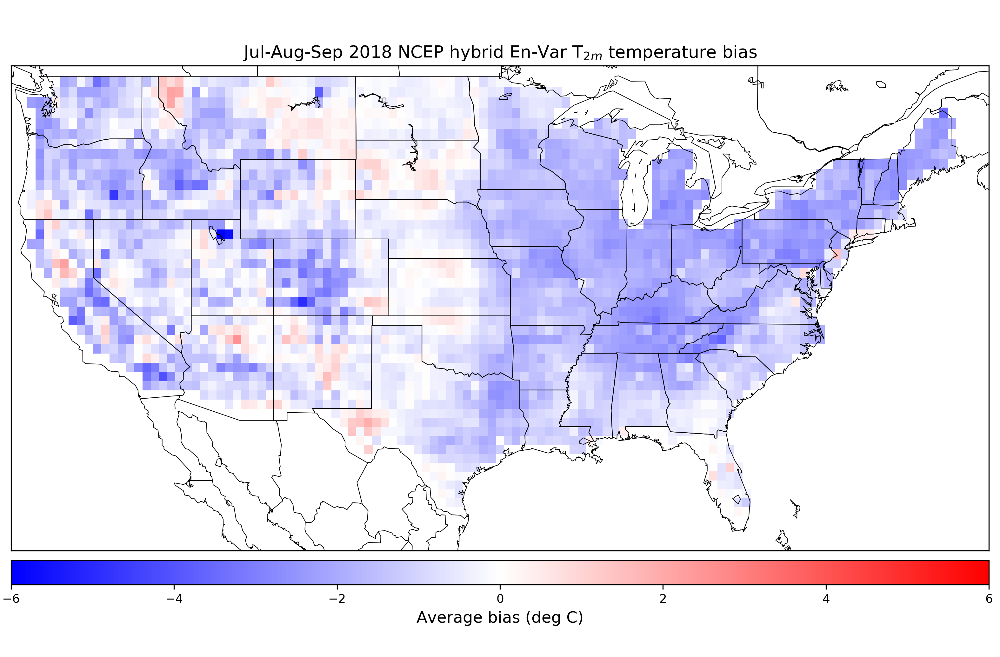 Jul-Aug-Sep 2018 NCEP hybrid En-Var T2m temperature bias
−6 −4 −2 0 2 4 6
Average bias (deg C)